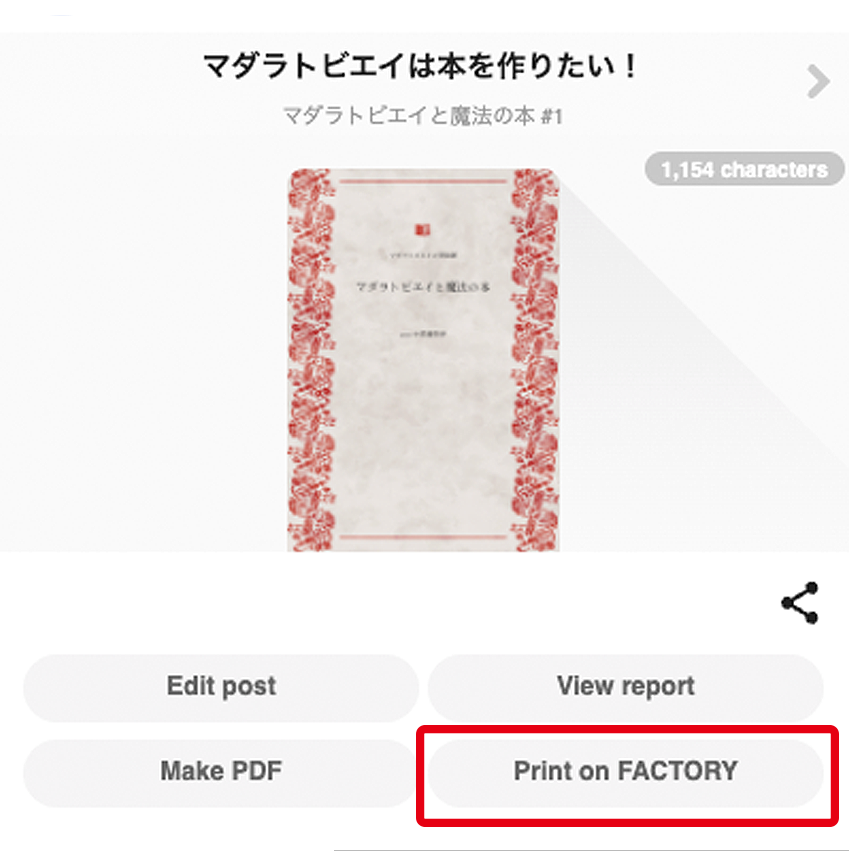 マダラトビエイは本を作りたい！
マダラトビエイと魔法の本 #1
1,154 characters
マダラトビエイと魔法の本
Edit post
View report
Make PDF
Print on FACTORY